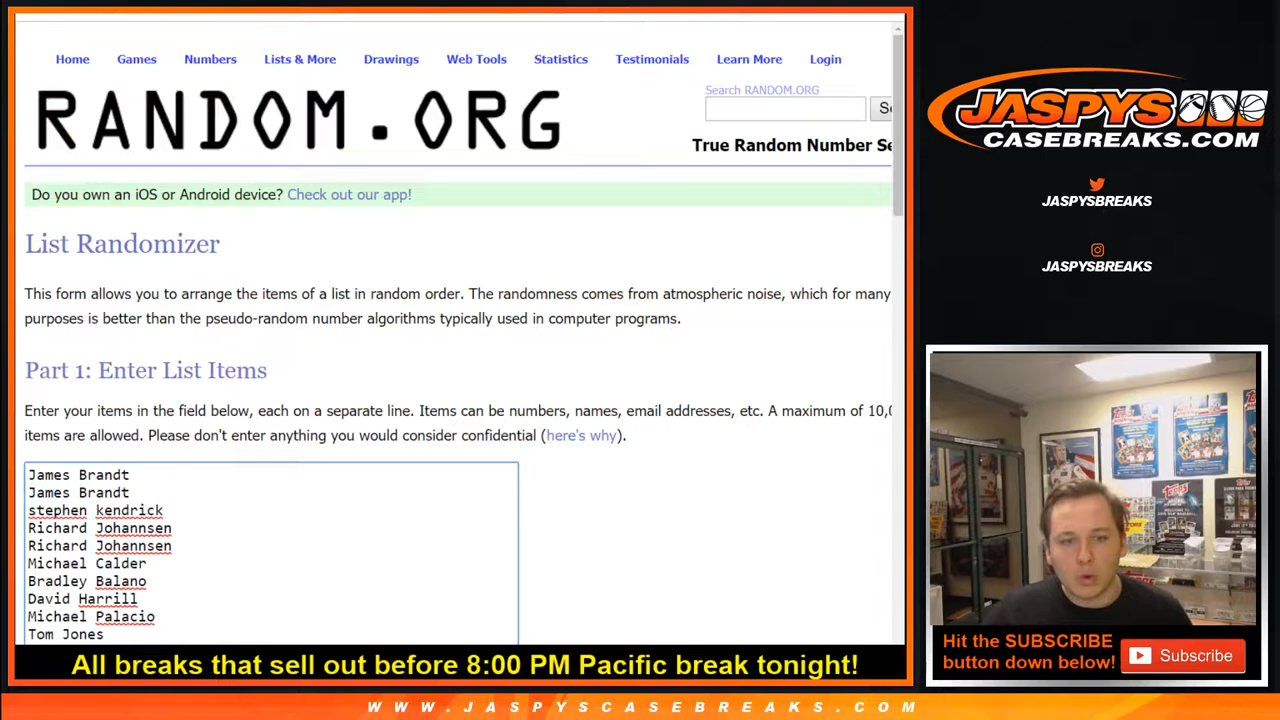 Home Games Numbers Lists & More Drawings Web Tools Statistics Testimonials Learn More Login
Search RANDOM.ORG
RANDOM.ORG
True Random Number Se
Do you own an iOS or Android device? Check out our app!
List Randomizer
This form allows you to arrange the items of a list in random order. The randomness comes from atmospheric noise, which for many
purposes is better than the pseudo-random number algorithms typically used in computer programs.
Part 1: Enter List Items
Enter your items in the field below, each on a separate line. Items can be numbers, names, email addresses, etc. A maximum of 10,0
items are allowed. Please don't enter anything you would consider confidential (here's why).
James Brandt
James Brandt
stephen kendrick
Richard Johannsen
Richard Johannsen
Michael Calder
Bradley Balano
David Harrill
Michael Palacio
Tom Jones
JASPYS
CASEBREAKS.COM
JASPYSBREAKS
JASPYSBREAKS
TOPPS
Hit the SUBSCRIBE
button down below!
Subscribe
All breaks that sell out before 8:00 PM Pacific break tonight!
WWW.JASPYSCASEBREAKS.COM